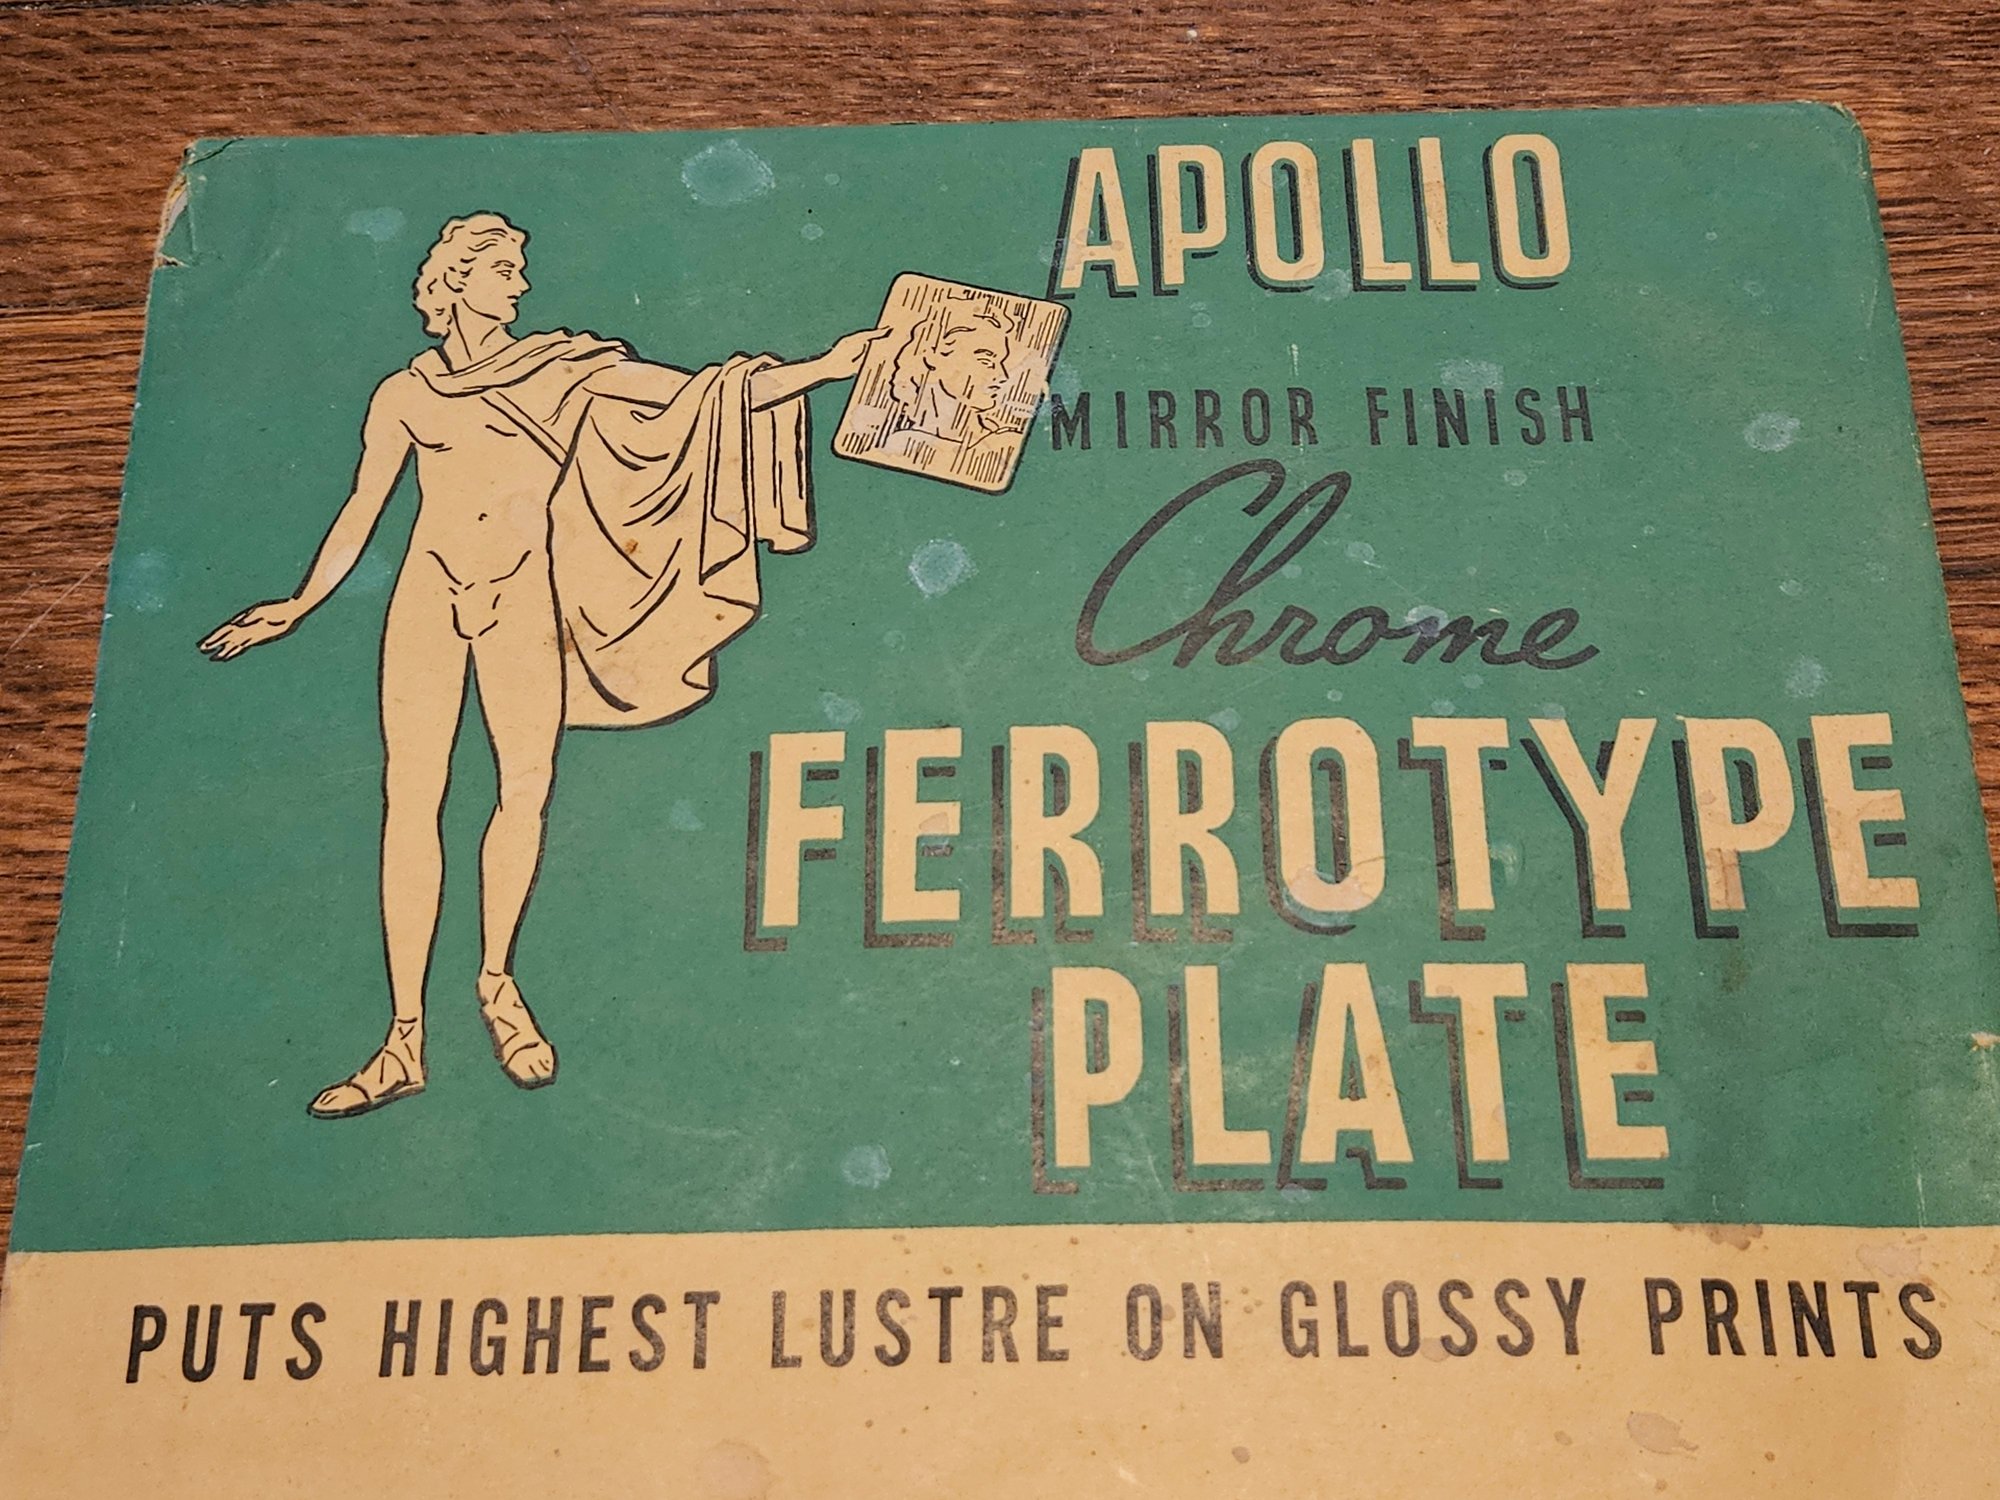 APOLLO
MIRROR FINISH
Chrome
FERROTYPE
PLATE
PUTS HIGHEST LUSTRE ON GLOSSY PRINTS